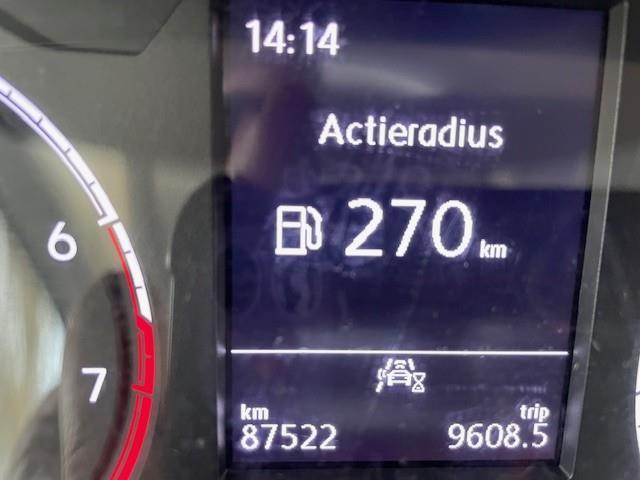 14:14
Actieradius
270 km
6
7
km trip
87522 9608.5